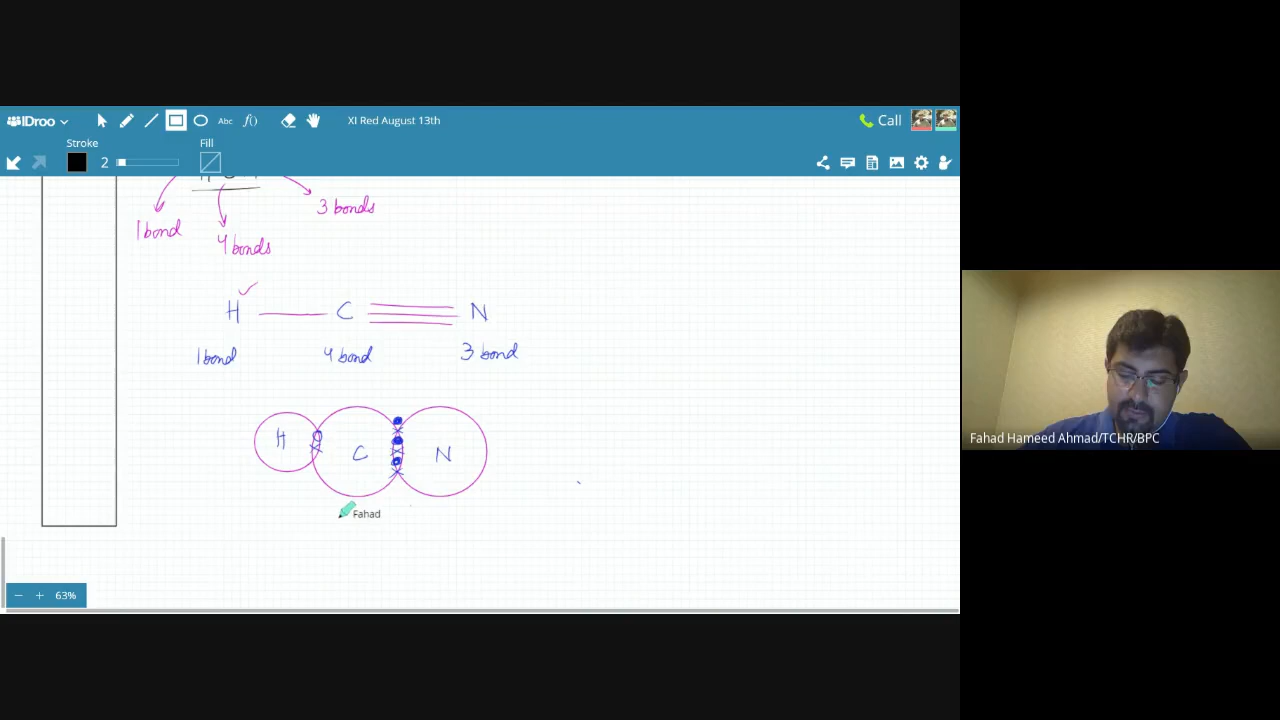 IDroo
Abc
f()
XI Red August 13th
Call
Stroke
Fill
2
3 bonds
1 bond
4 bonds
H C N
1 bond 4 bond 3 bond
H C N
Fahad
Fahad Hameed Ahmad/TCHR/BPC
63%